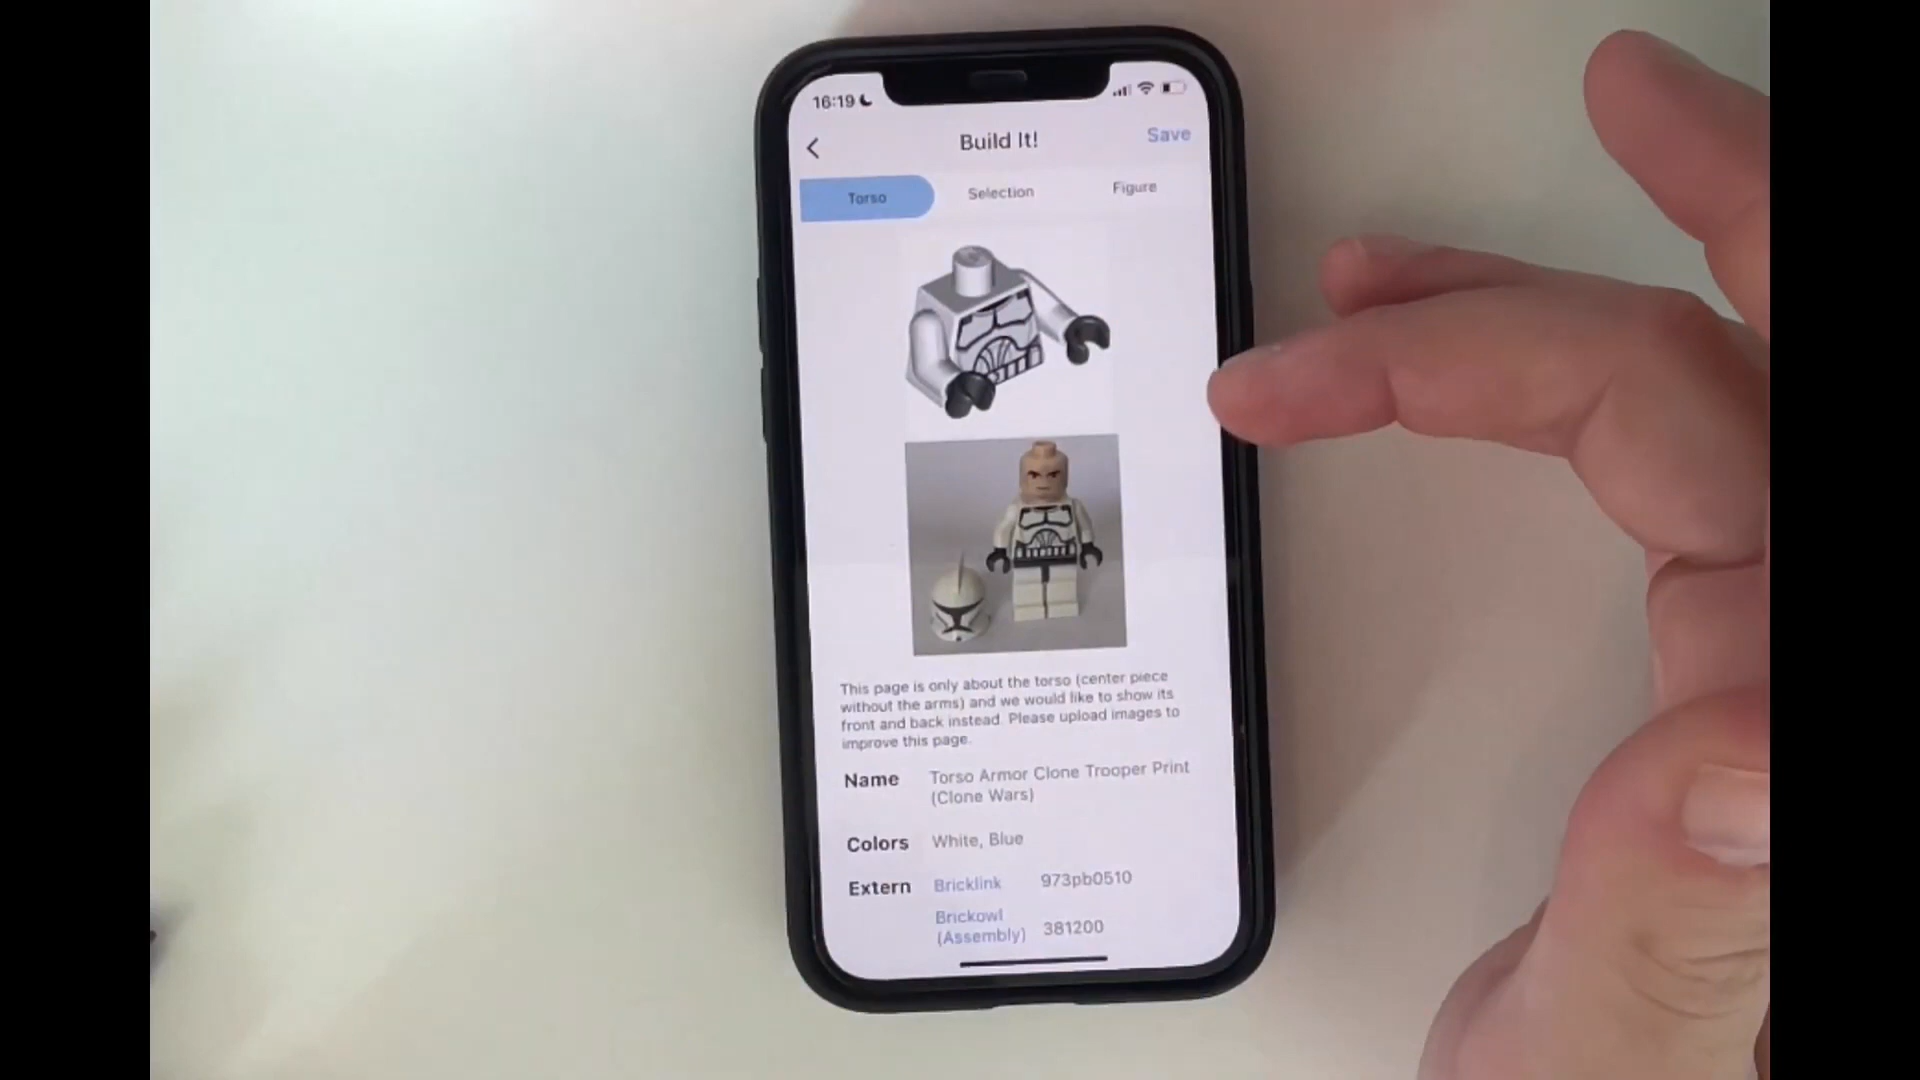 16:19
Build It!
Save
Torso
Selection
Figure
This page is only about the torso (center piece
without the arms) and we would like to show its
front and back instead. Please upload images to
improve this page.
Name
Torso Armor Clone Trooper Print
(Clone Wars)
Colors
White, Blue
Extern
Bricklink
973pb0510
Brickowl
(Assembly)
381200